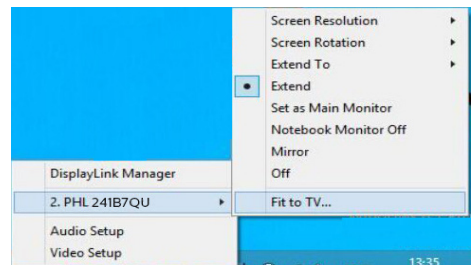 Screen Resolution
Screen Rotation
Extend To
Extend
Set as Main Monitor
Notebook Monitor Off
Mirror
Off
Fit to TV...
DisplayLink Manager
2. PHL 241B7QU
Audio Setup
Video Setup
13:35